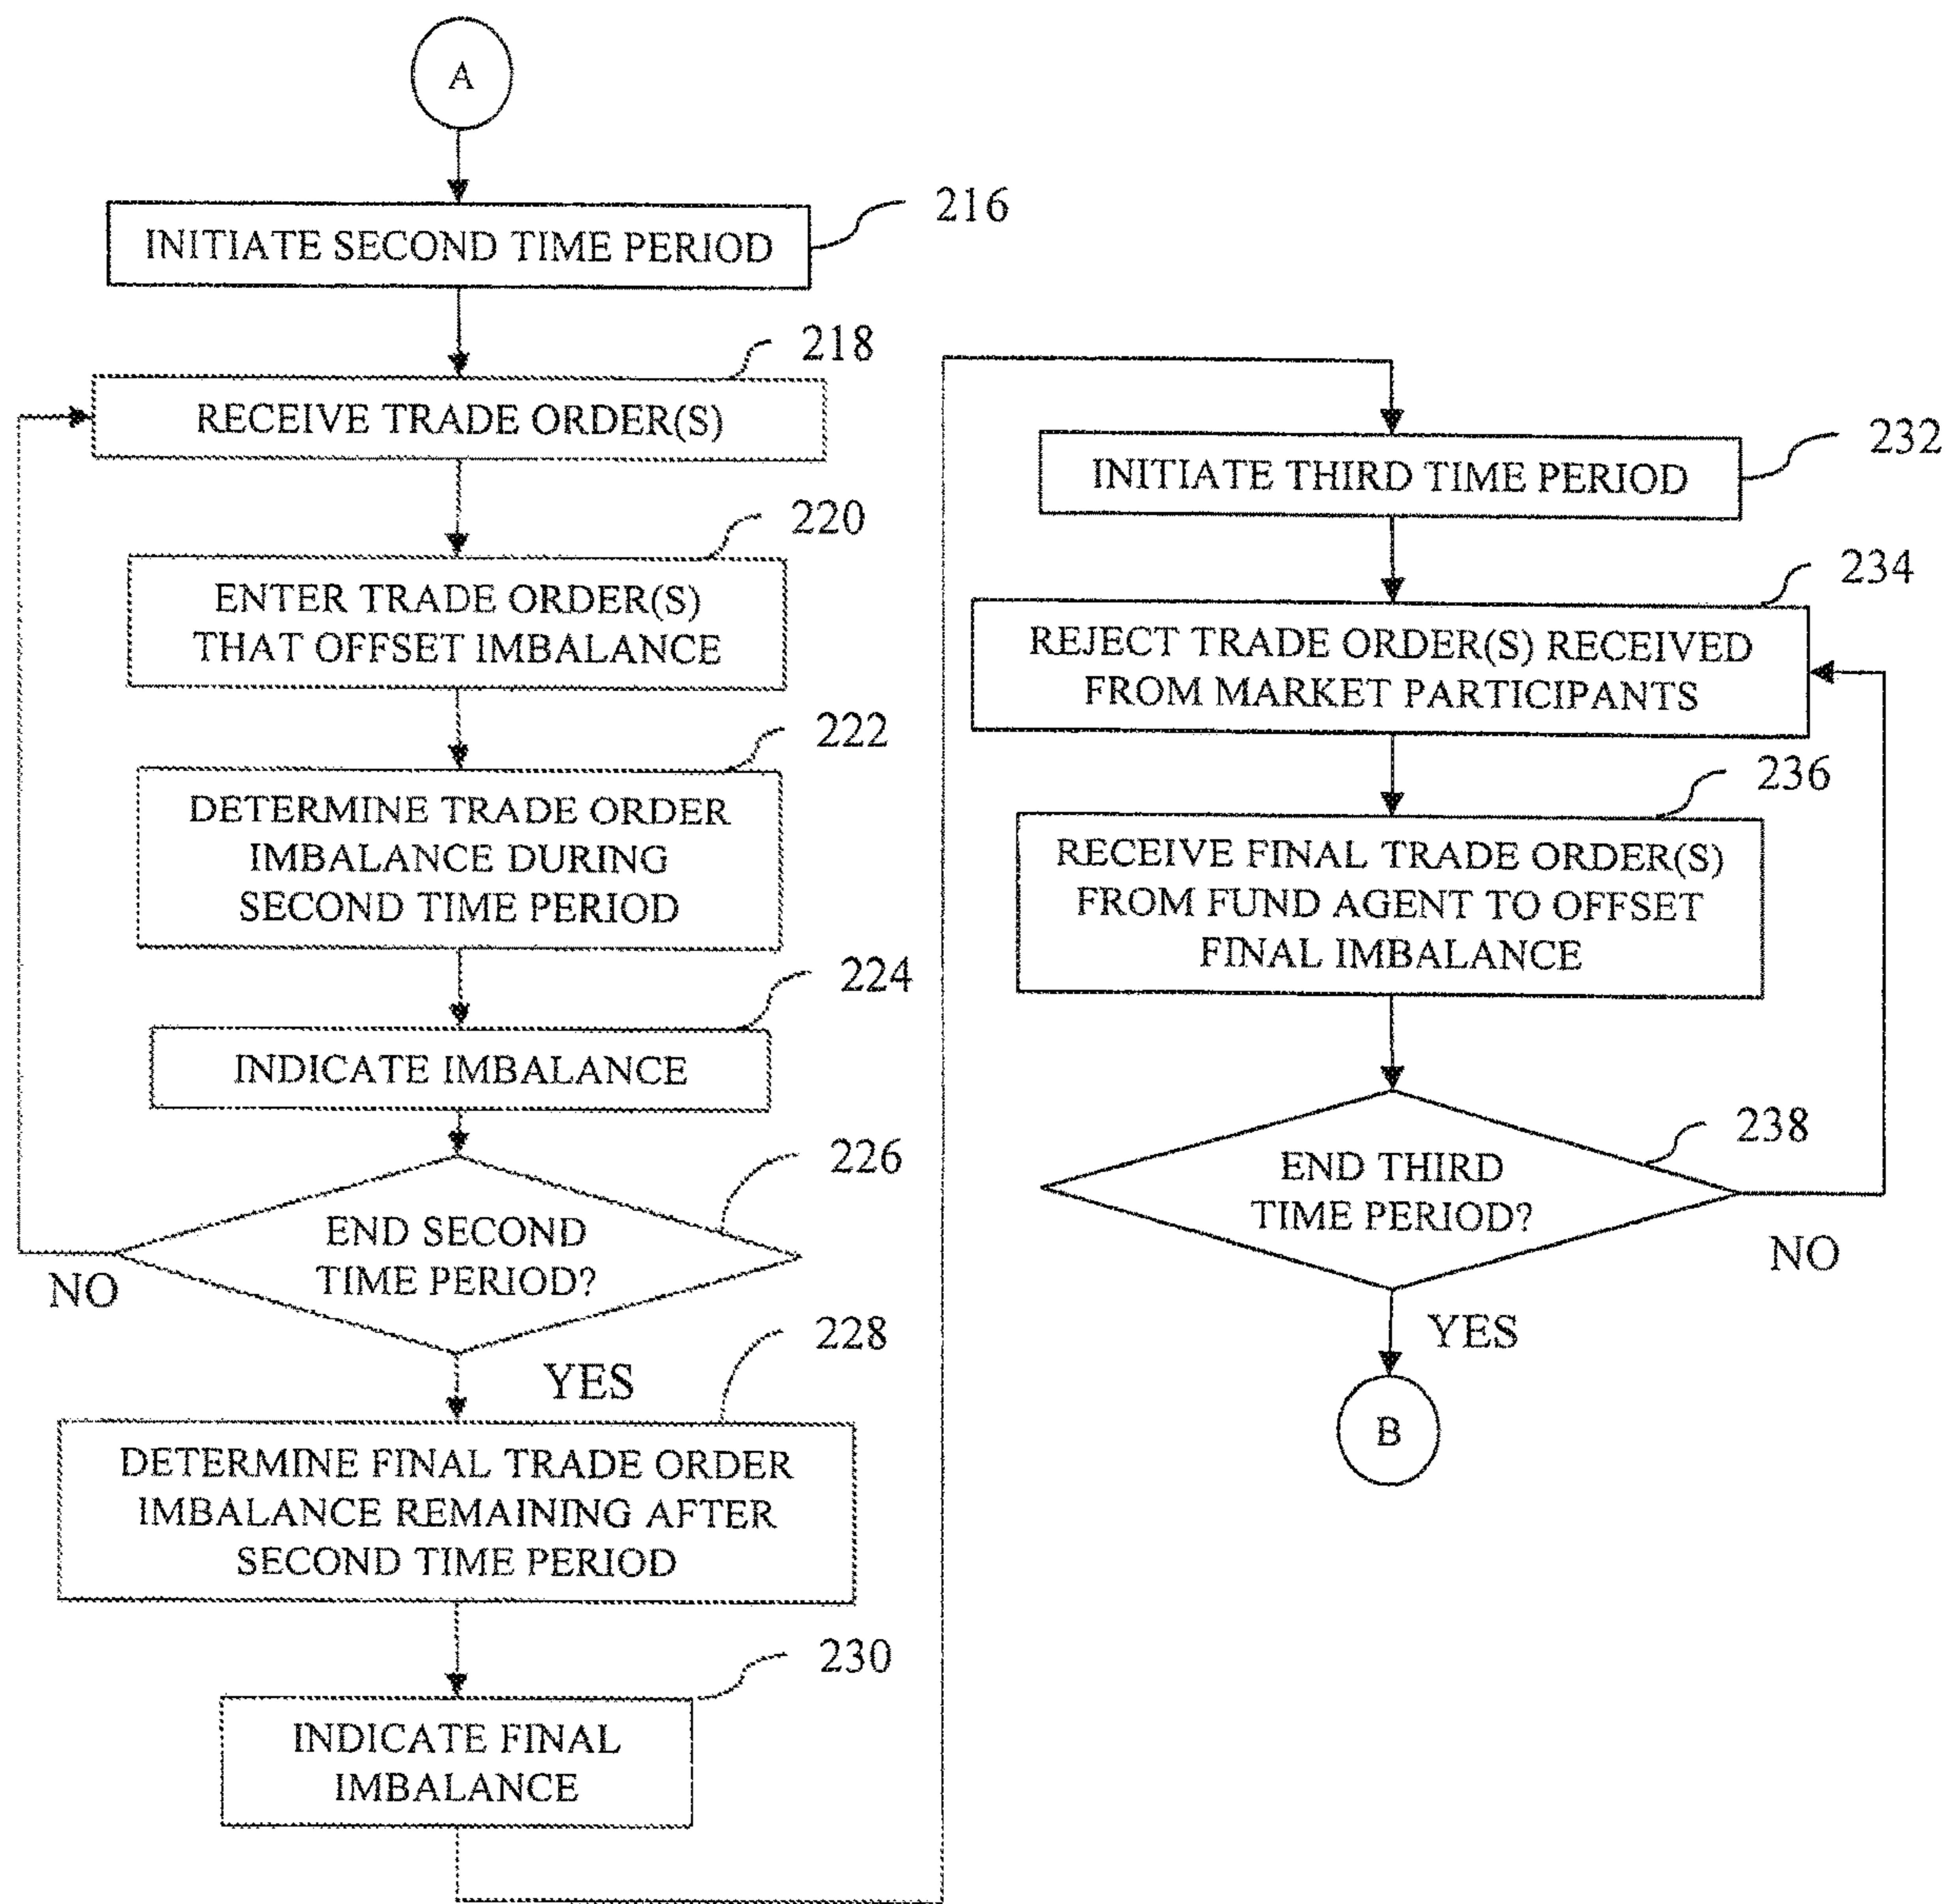 A
INITIATE SECOND TIME PERIOD
216
RECEIVE TRADE ORDER(S)
218
ENTER TRADE ORDER(S)
THAT OFFSET IMBALANCE
220
DETERMINE TRADE ORDER
IMBALANCE DURING
SECOND TIME PERIOD
222
INDICATE IMBALANCE
224
END SECOND
TIME PERIOD?
226
NO
YES
DETERMINE FINAL TRADE ORDER
IMBALANCE REMAINING AFTER
SECOND TIME PERIOD
228
INDICATE FINAL
IMBALANCE
230
INITIATE THIRD TIME PERIOD
232
REJECT TRADE ORDER(S) RECEIVED
FROM MARKET PARTICIPANTS
234
RECEIVE FINAL TRADE ORDER(S)
FROM FUND AGENT TO OFFSET
FINAL IMBALANCE
236
END THIRD
TIME PERIOD?
238
NO
YES
B